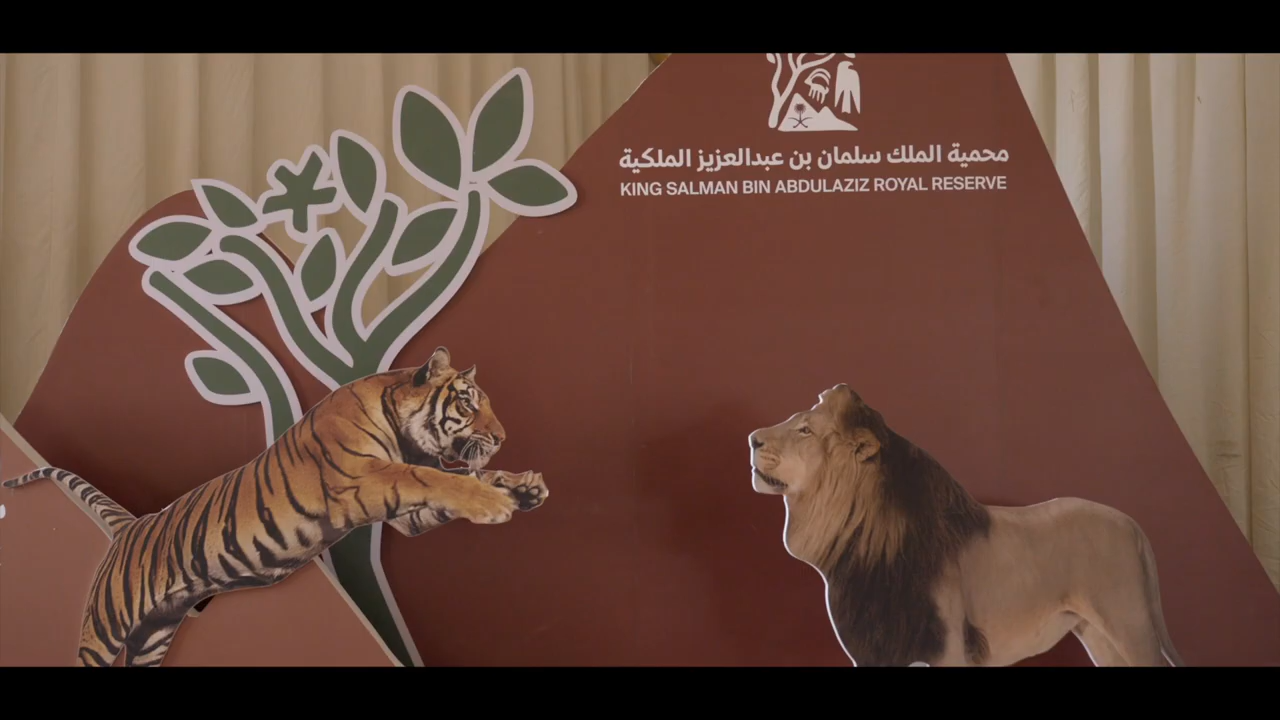 محمية الملك سلمان بن عبدالعزيز الملكية
KING SALMAN BIN ABDULAZIZ ROYAL RESERVE